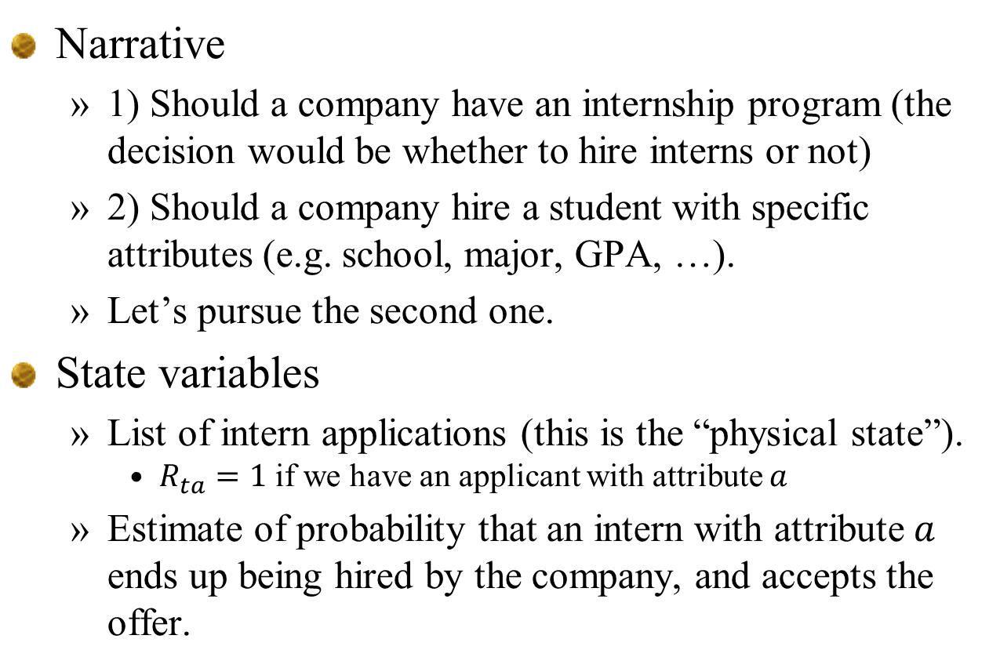 Narrative
» 1) Should a company have an internship program (the
decision would be whether to hire interns or not)
» 2) Should a company hire a student with specific
attributes (e.g. school, major, GPA, …).
» Let’s pursue the second one.
State variables
» List of intern applications (this is the “physical state”).
• 𝑅𝑡𝑎 = 1 if we have an applicant with attribute 𝑎
» Estimate of probability that an intern with attribute 𝑎
ends up being hired by the company, and accepts the
offer.